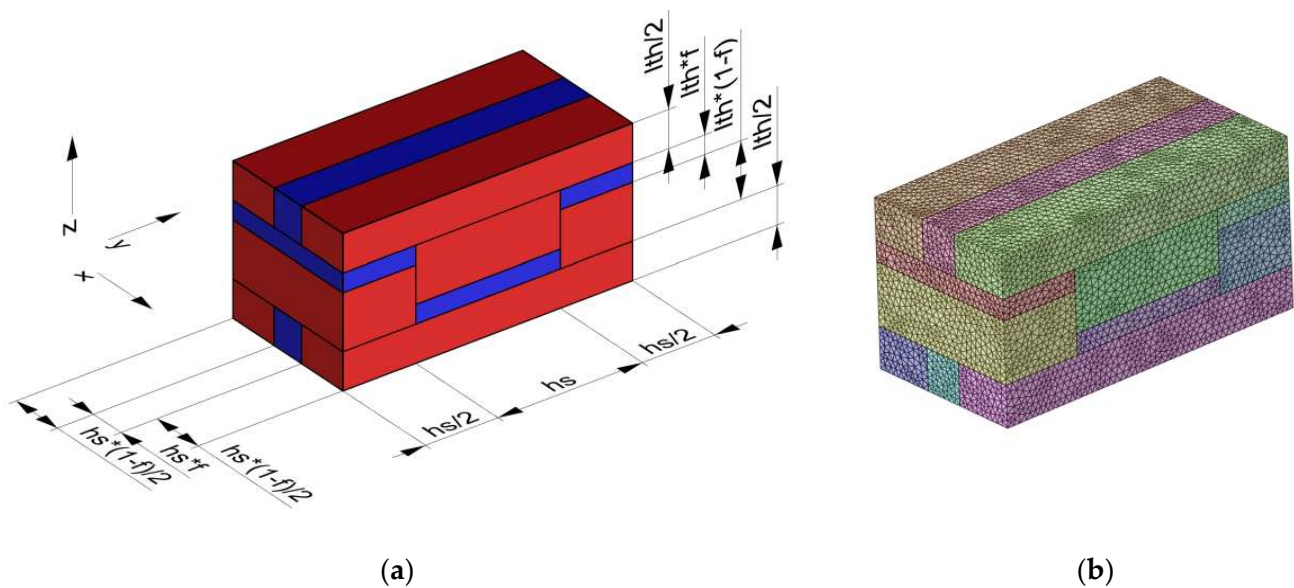 lth/2
lth*f
lth*(1-f)
lth/2
z
y
x
hs/2
hs
hs/2
hs*(1-f)/2
hs*f
hs*(1-f)/2
(a)
(b)